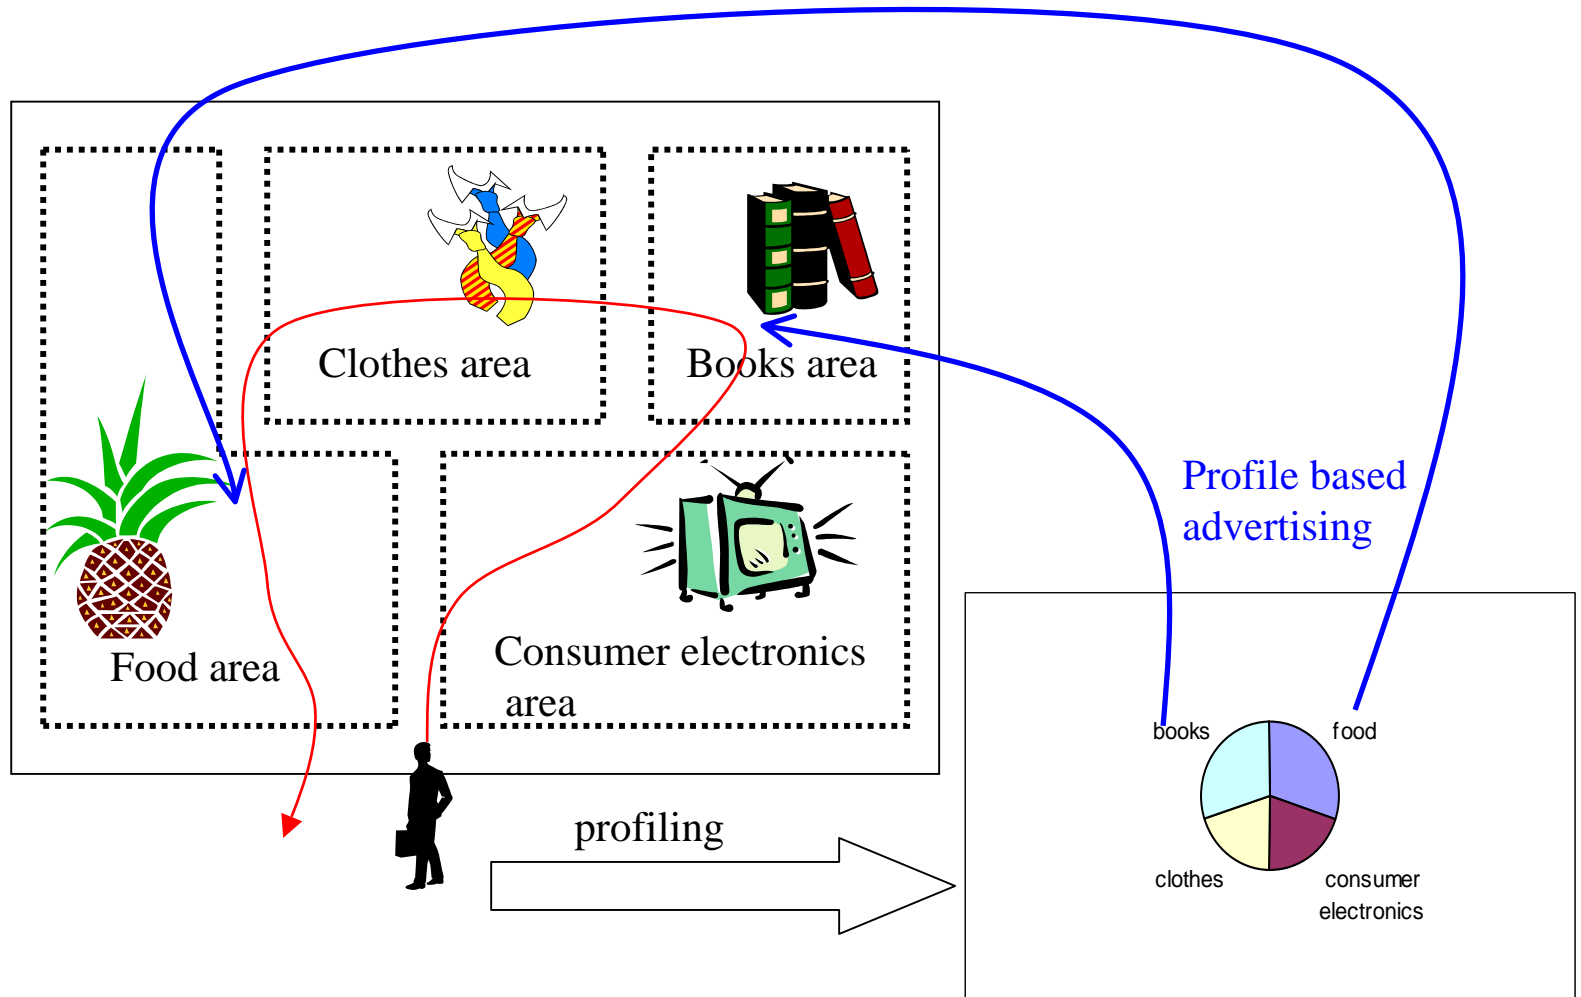 Clothes area
Books area
Profile based
advertising
Food area
Consumer electronics
area
books
food
profiling
clothes
consumer
electronics